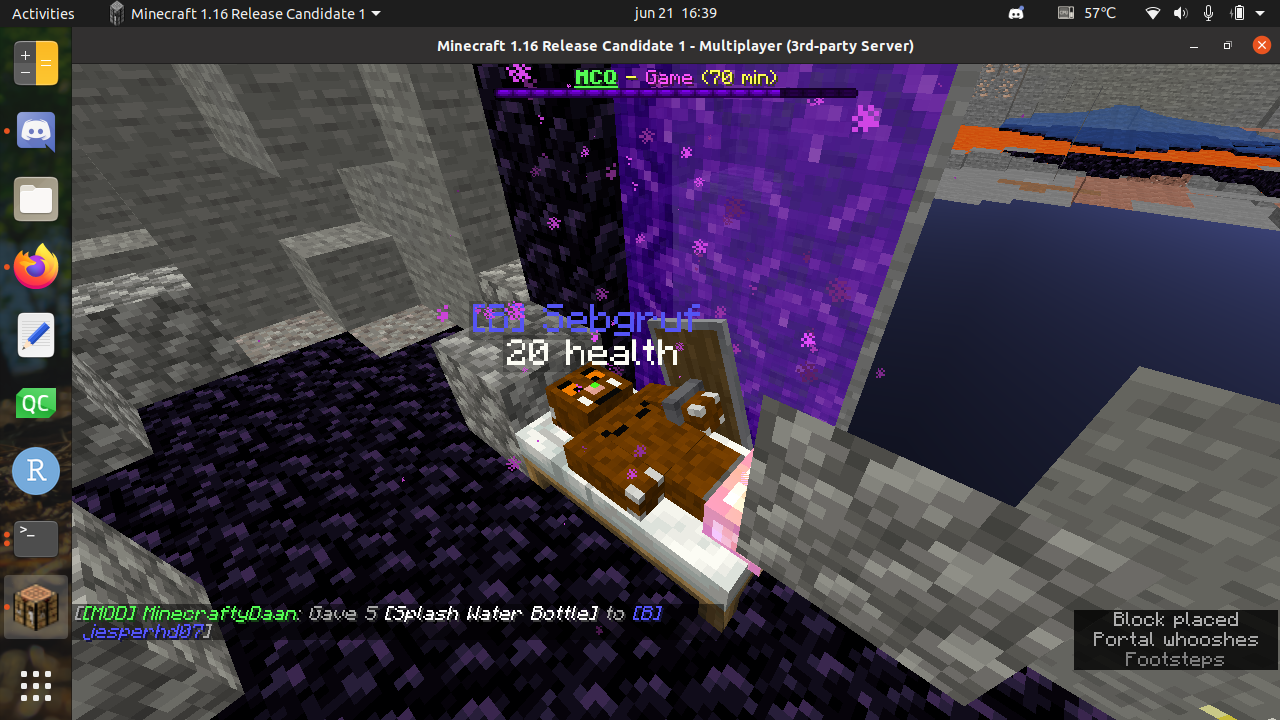 Activities
Minecraft 1.16 Release Candidate 1
jun 21 16:39
57°C
Minecraft 1.16 Release Candidate 1 - Multiplayer (3rd-party Server)
MCQ - Game (70 min)
[B] Sebgruf
20 health
QC
R
>_
[[MOD] MinecraftyDaan: Gave 5 [Splash Water Bottle] to [B]
_jesperhd07]
Block placed
Portal whooshes
Footsteps